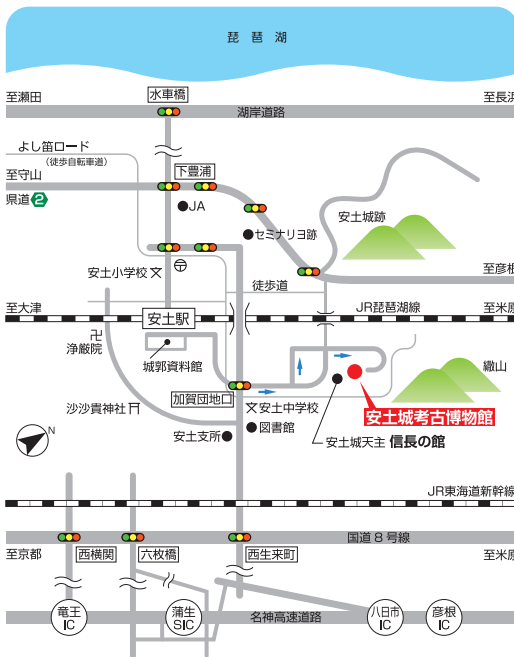 琵琶湖
水車橋
至瀬田
至長浜
湖岸道路
よし笛ロード
(徒歩自転車道)
下豊浦
至守山
県道2
JA
セミナリヨ跡
安土城跡
安土小学校
徒歩道
至彦根
至大津
安土駅
JR琵琶湖線
至米原
浄厳院
城郭資料館
加賀団地口
繖山
沙沙貴神社
安土中学校
図書館
安土城考古博物館
安土支所
安土城天主 信長の館
N
JR東海道新幹線
国道8号線
至京都
西横関
六枚橋
西生来町
至米原
竜王
IC
蒲生
SIC
名神高速道路
八日市
IC
彦根
IC